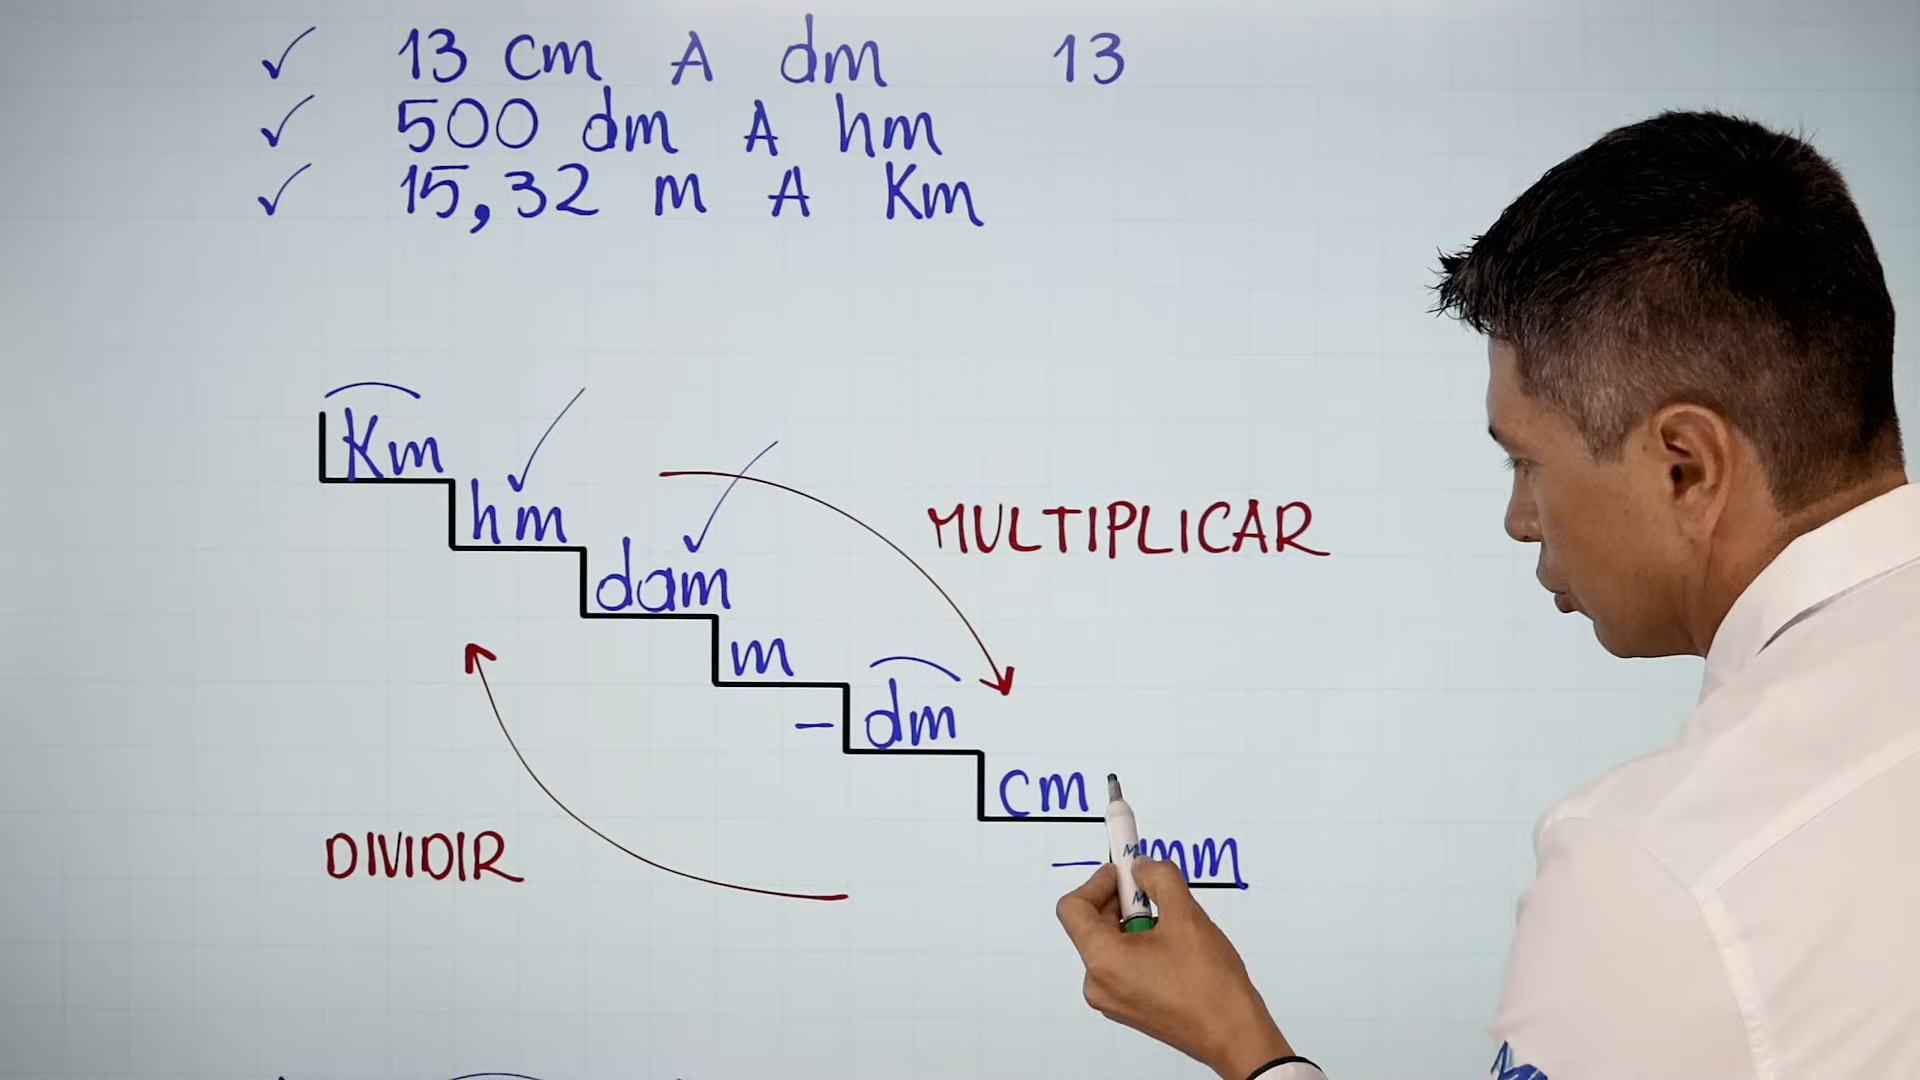 ✓ 13 cm A dm 13
✓ 500 dm A hm
✓ 15,32 m A Km
Km
hm
dam
MULTIPLICAR
m
- dm
cm
DIVIDIR
- mm